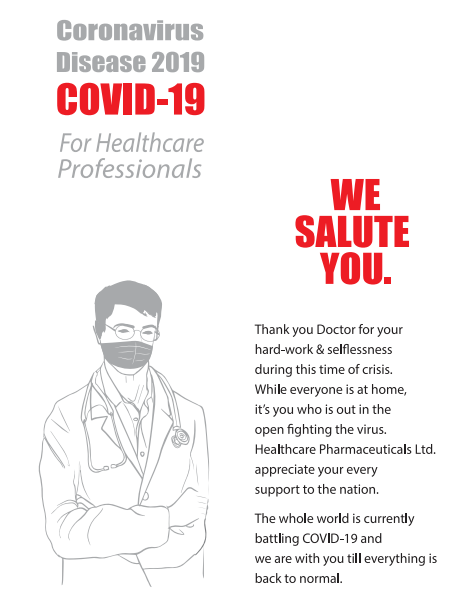 Coronavirus
Disease 2019
COVID-19
For Healthcare
Professionals
WE
SALUTE
YOU.
Thank you Doctor for your
hard-work & selflessness
during this time of crisis.
While everyone is at home,
it's you who is out in the
open fighting the virus.
Healthcare Pharmaceuticals Ltd.
appreciate your every
support to the nation.
The whole world is currently
battling COVID-19 and
we are with you till everything is
back to normal.